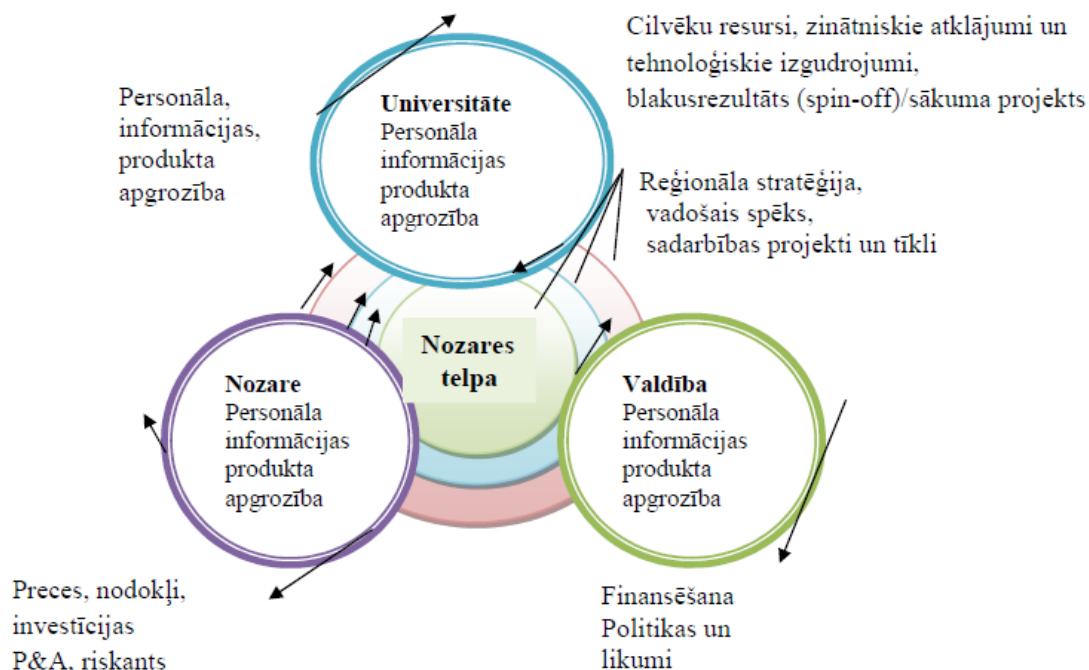 Cilvēku resursi, zinātniskie atklājumi un
tehnoloģiskie izgudrojumi,
blakusrezultāts (spin-off)/sākuma projekts
Personāla,
informācijas,
produkta
apgrozība
Universitāte
Personāla
informācijas
produkta
apgrozība
Reģionāla stratēģija,
vadošais spēks,
sadarbības projekti un tīkli
Nozares
telpa
Nozare
Personāla
informācijas
produkta
apgrozība
Valdība
Personāla
informācijas
produkta
apgrozība
Preces, nodokļi,
investīcijas
P&A, riskants
Finansēšana
Politikas un
likumi